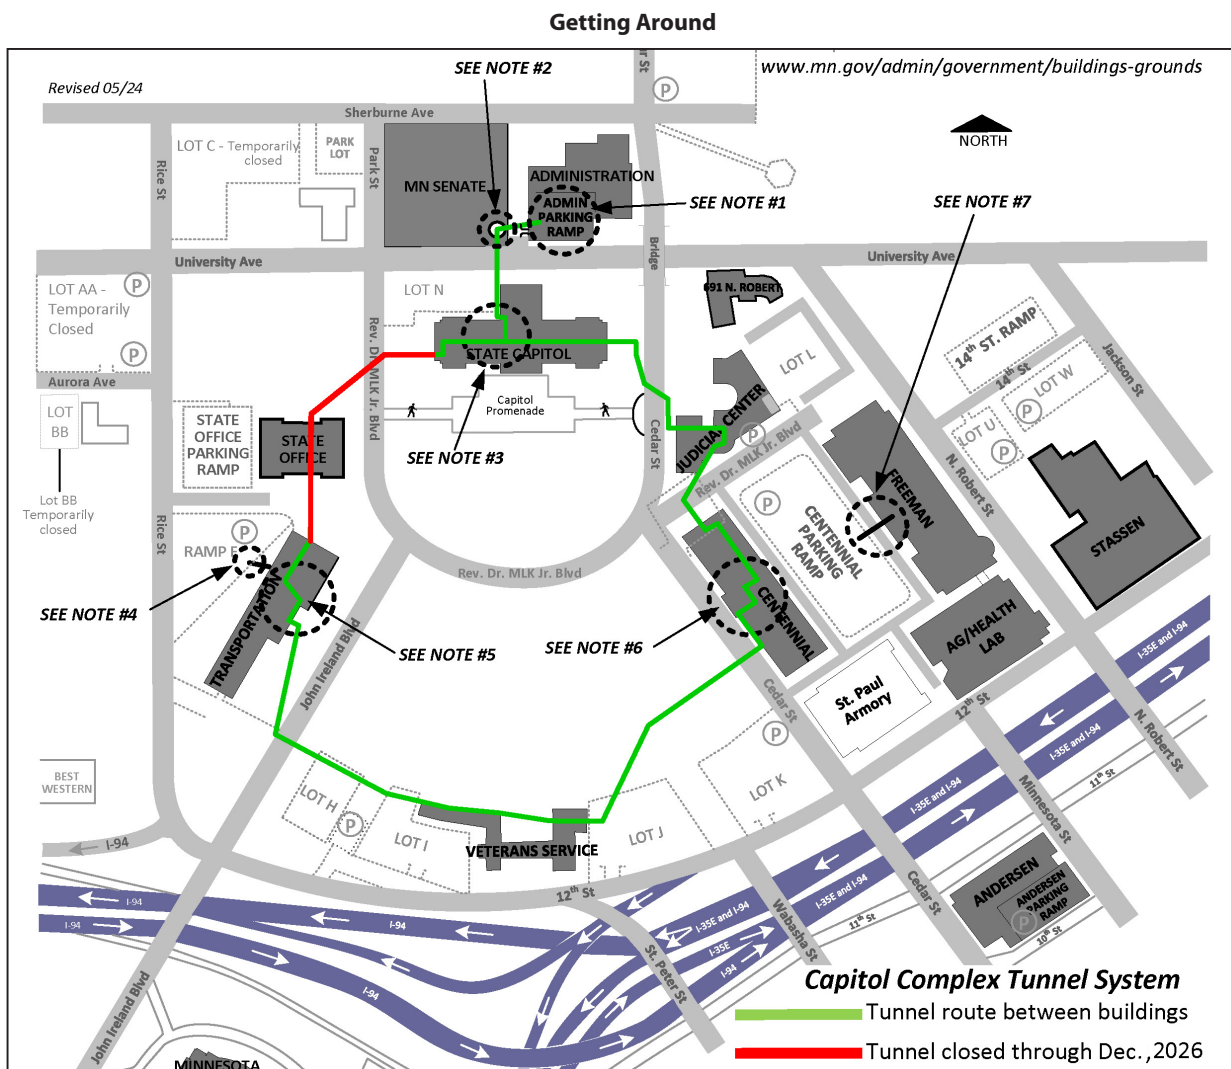 Getting Around
SEE NOTE #2
www.mn.gov/admin/government/buildings-grounds
Revised 05/24
P
Sherburne Ave
NORTH
LOT C - Temporarily
closed
PARK
LOT
Rice St
Park St
MN SENATE
ADMINISTRATION
ADMIN
PARKING
RAMP
SEE NOTE #1
SEE NOTE #7
University Ave
Bridge
University Ave
LOT AA -
Temporarily
Closed
P
P
LOT N
691 N. ROBERT
Rev. Dr. MLK Jr. Blvd
STATE CAPITOL
LOT L
14th ST. RAMP
14th St
LOT W
Jackson St
Aurora Ave
LOT
BB
Capitol
Promenade
STATE
OFFICE
PARKING
RAMP
STATE
OFFICE
SEE NOTE #3
Cedar St
JUDICIAL CENTER
P
Rev. Dr. MLK Jr. Blvd
LOT U
P
P
N. Robert St
Lot BB
Temporarily
closed
Rice St
P
RAMP F
P
CENTENNIAL
PARKING
RAMP
FREEMAN
STASSEN
Rev. Dr. MLK Jr. Blvd
SEE NOTE #4
TRANSPORTATION
SEE NOTE #5
SEE NOTE #6
CENTENNIAL
AG/HEALTH
LAB
I-35E and I-94
John Ireland Blvd
Cedar St
St. Paul
Armory
12th St
N. Robert St
P
I-35E and I-94
BEST
WESTERN
LOT H
P
LOT I
VETERANS SERVICE
LOT J
LOT K
11th St
Minnesota St
I-94
I-35E and I-94
12th St
ANDERSEN
ANDERSEN
PARKING
RAMP
P
Cedar St
I-94
I-94
I-94
I-94
I-35E and I-94
I-35E and I-94
I-35E
I-94
Wabasha St
11th St
10th St
St. Peter St
I-94
John Ireland Blvd
MINNESOTA
Capitol Complex Tunnel System
Tunnel route between buildings
Tunnel closed through Dec.,2026